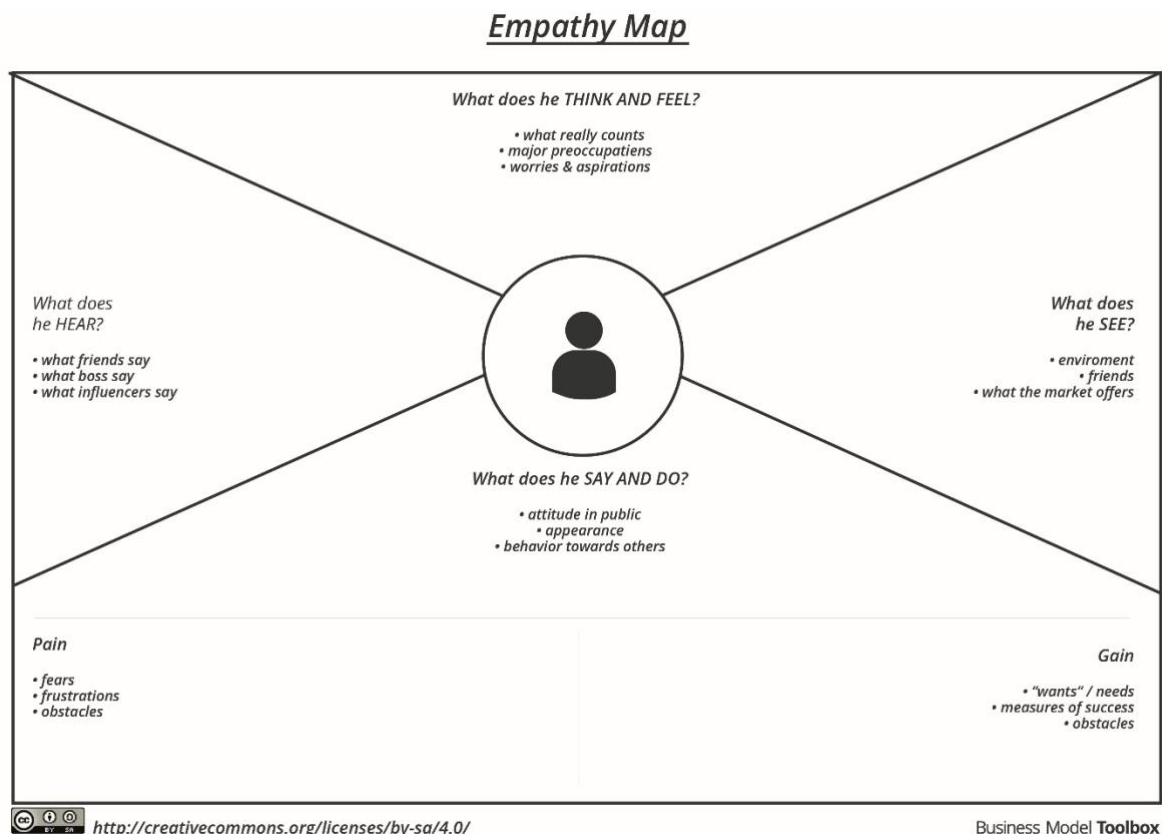 Empathy Map
What does he THINK AND FEEL?
• what really counts
• major preoccupatiens
• worries & aspirations
What does
he HEAR?
• what friends say
• what boss say
• what influencers say
What does
he SEE?
• enviroment
• friends
• what the market offers
What does he SAY AND DO?
• attitude in public
• appearance
• behavior towards others
Pain
• fears
• frustrations
• obstacles
Gain
• “wants“ / needs
• measures of success
• obstacles
cc BY SA
http://creativecommons.org/licenses/by-sa/4.0/
Business Model Toolbox